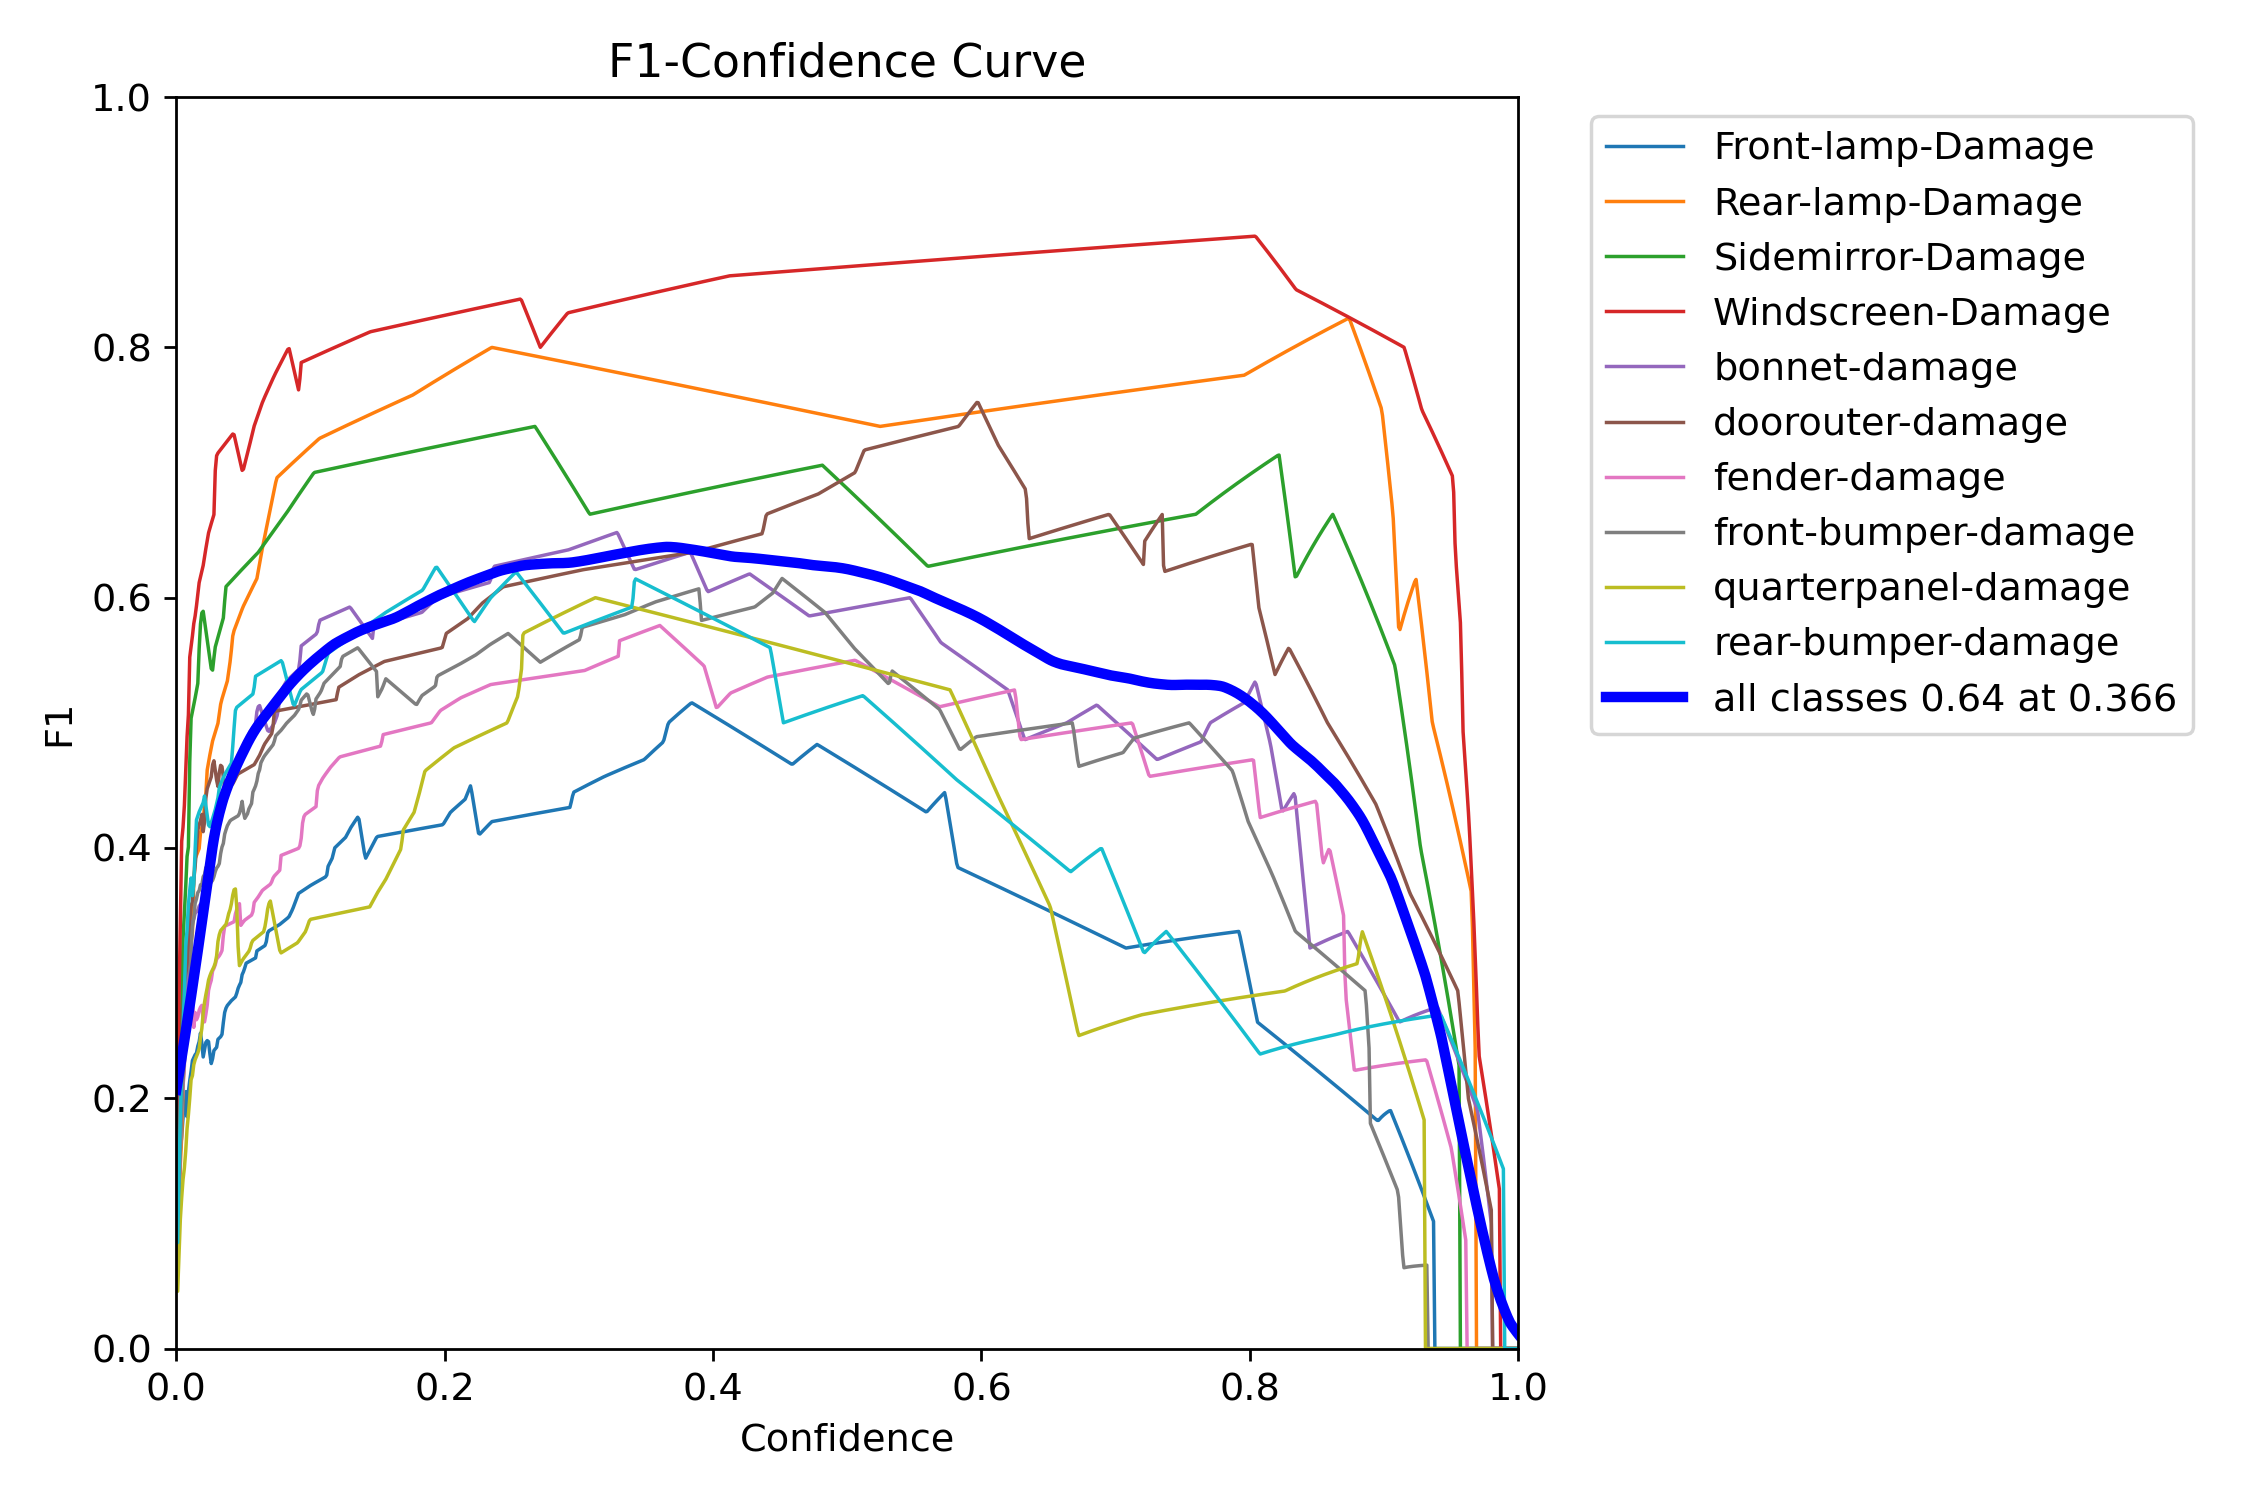 F1-Confidence Curve
1.0
0.8
0.6
0.4
0.2
0.0
F1
0.0 0.2 0.4 0.6 0.8 1.0
Confidence
Front-lamp-Damage
Rear-lamp-Damage
Sidemirror-Damage
Windscreen-Damage
bonnet-damage
doorouter-damage
fender-damage
front-bumper-damage
quarterpanel-damage
rear-bumper-damage
all classes 0.64 at 0.366